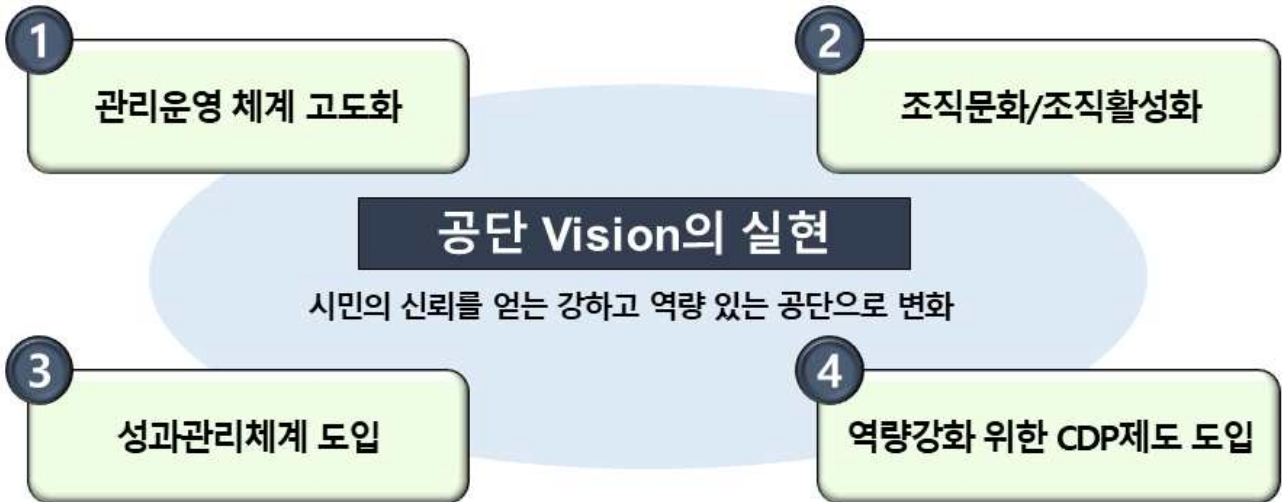 1
관리운영 체계 고도화
2
조직문화/조직활성화
공단 Vision의 실현
시민의 신뢰를 얻는 강하고 역량 있는 공단으로 변화
3
성과관리체계 도입
4
역량강화 위한 CDP제도 도입